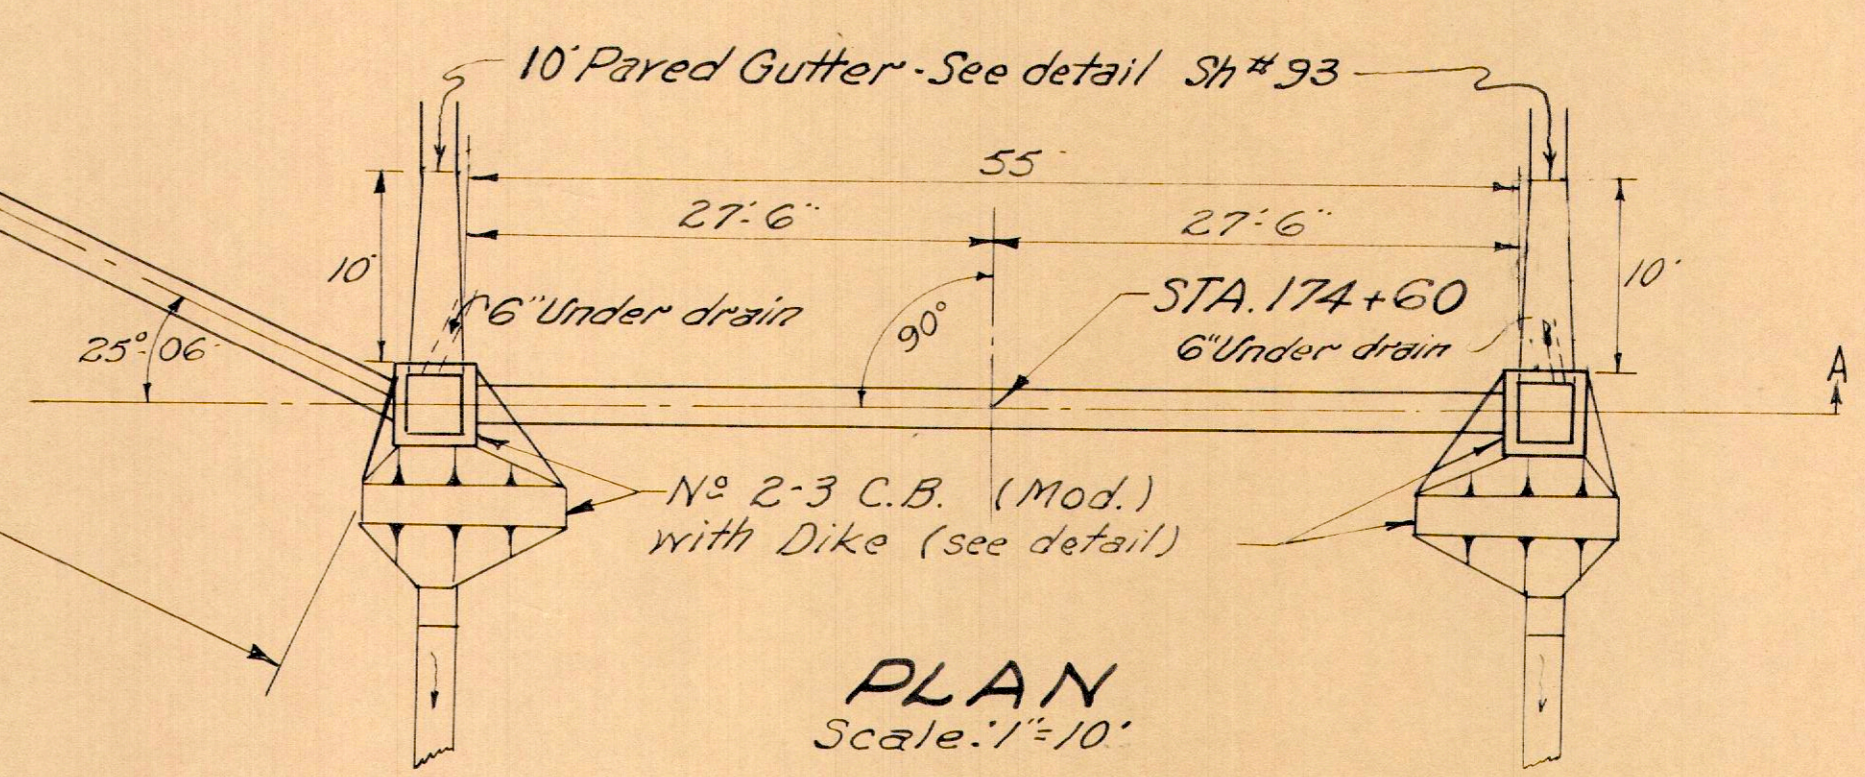 10' Paved Gutter - See detail Sh # 93
55'
27'-6" 27'-6"
10' 10'
STA. 174+60
6" Under drain
90°
6" Under drain
25°-06'
A
Nº 2-3 C.B. (Mod.)
with Dike (see detail)
PLAN
Scale: 1"=10'